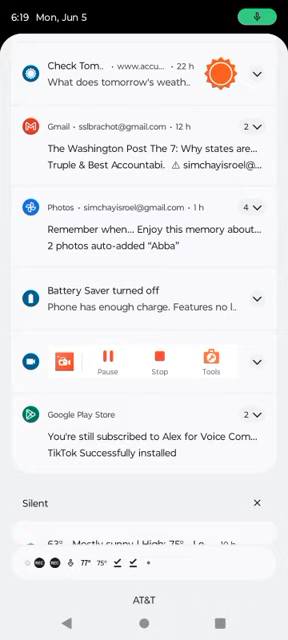 6:19 Mon, Jun 5
Check Tom.. • www.accu... • 22 h
What does tomorrow's weath..
Gmail • sslbrachot@gmail.com • 12 h 2
The Washington Post The 7: Why states are...
Truple & Best Accountabi. ⚠ simchayisroel@...
Photos • simchayisroel@gmail.com • 1 h 4
Remember when... Enjoy this memory about...
2 photos auto-added “Abba”
Battery Saver turned off
Phone has enough charge. Features no l..
Pause Stop Tools
Google Play Store 2
You're still subscribed to Alex for Voice Com...
TikTok Successfully installed
Silent
63° Mostly sunny | High: 75° Lo 10 h
REC REC 77° 75°
AT&T